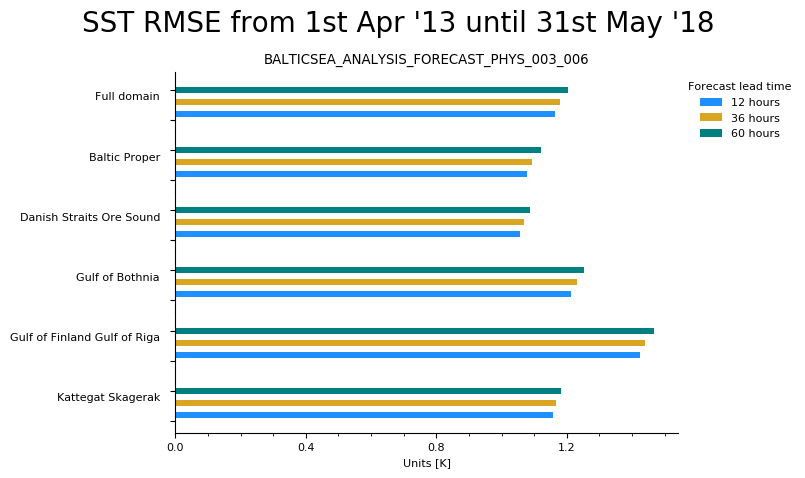 SST RMSE from 1st Apr '13 until 31st May '18
BALTICSEA_ANALYSIS_FORECAST_PHYS_003_006
Forecast lead time
12 hours
36 hours
60 hours
Full domain
Baltic Proper
Danish Straits Ore Sound
Gulf of Bothnia
Gulf of Finland Gulf of Riga
Kattegat Skagerak
0.0 0.4 0.8 1.2
Units [K]